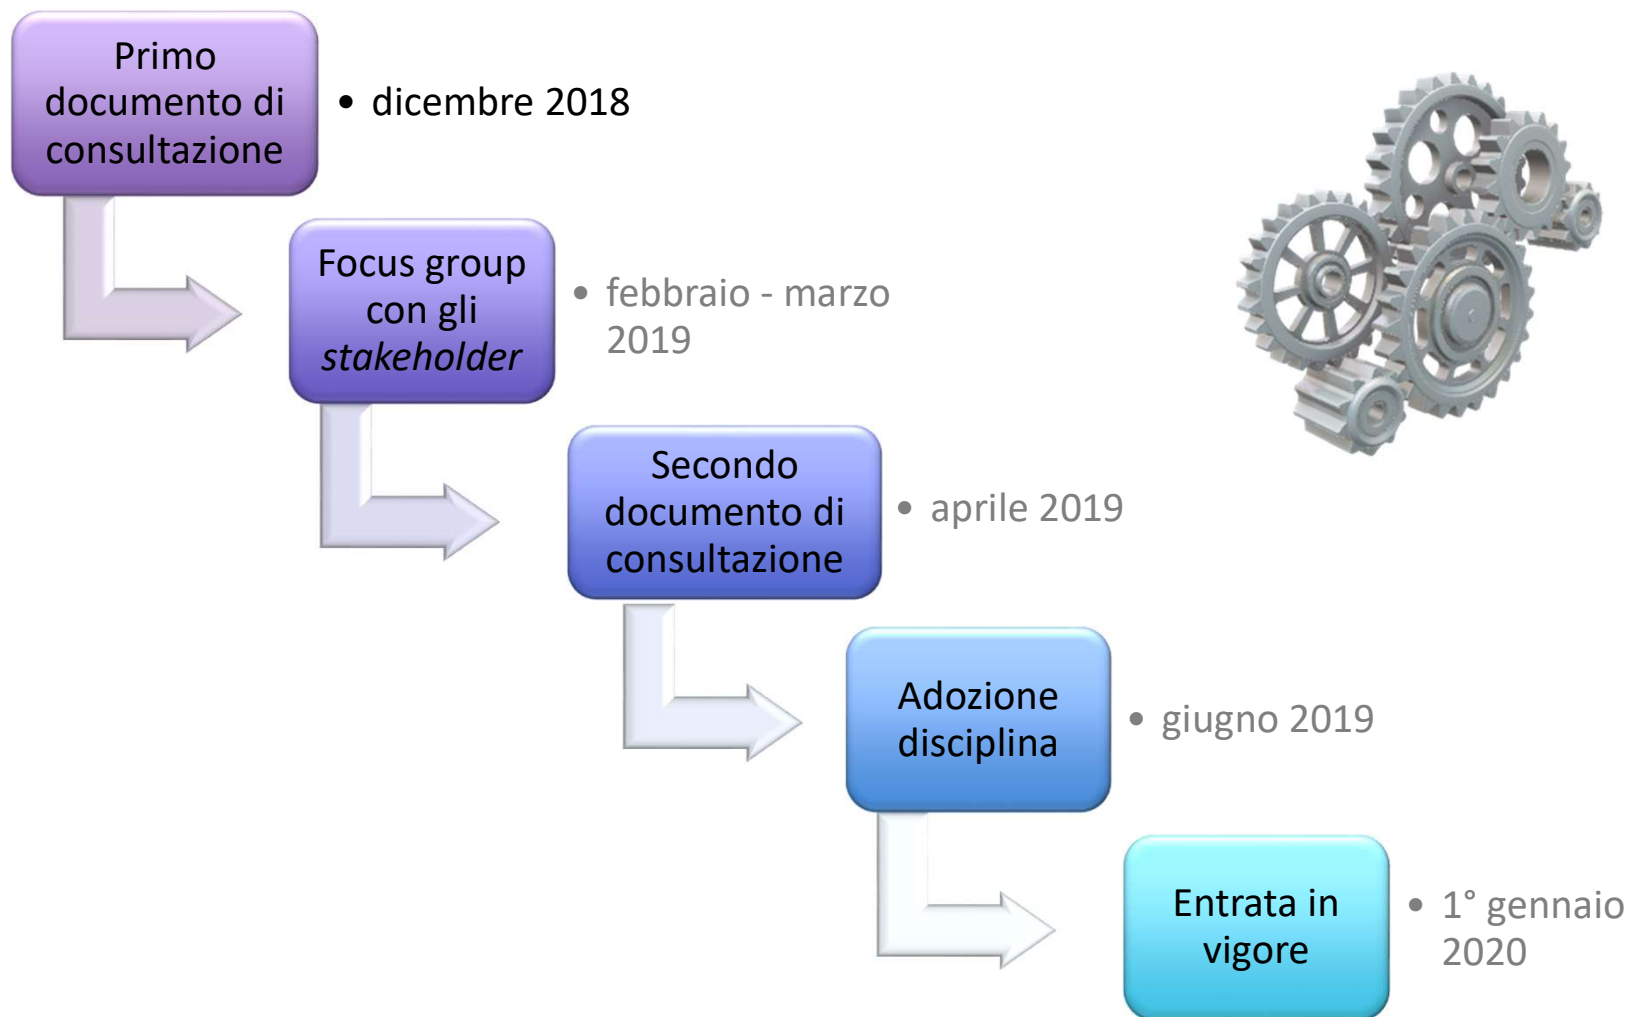 Primo
documento di
consultazione
• dicembre 2018
Focus group
con gli
stakeholder
• febbraio - marzo
2019
Secondo
documento di
consultazione
• aprile 2019
Adozione
disciplina
• giugno 2019
Entrata in
vigore
• 1° gennaio
2020